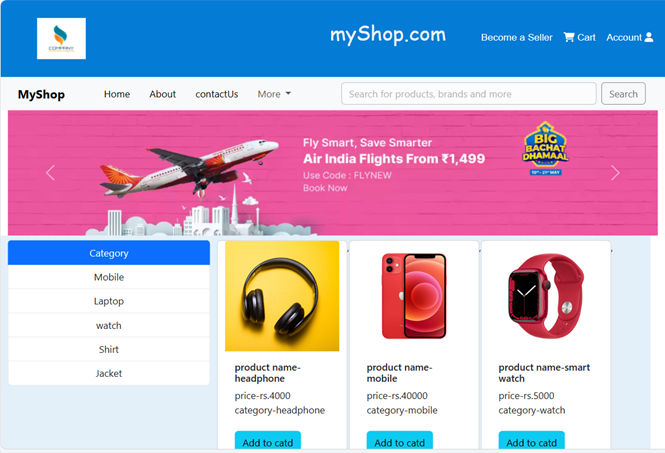 COMPANY
myShop.com
Become a Seller Cart Account
MyShop Home About contactUs More Search for products, brands and more Search
Fly Smart, Save Smarter
Air India Flights From ₹1,499
Use Code : FLYNEW
Book Now
BIG
BACHAT
DHAMAAL
19th - 21st MAY
Category
Mobile
Laptop
watch
Shirt
Jacket
product name-
headphone
price-rs.4000
category-headphone
Add to catd
product name-
mobile
price-rs.40000
category-mobile
Add to catd
product name-smart
watch
price-rs.5000
category-watch
Add to catd